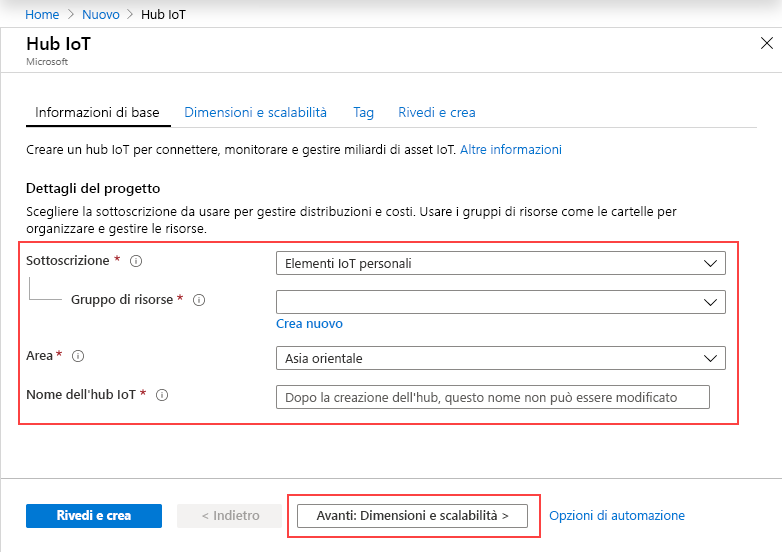 Home > Nuovo > Hub IoT
Hub IoT
Microsoft
Informazioni di base Dimensioni e scalabilità Tag Rivedi e crea
Creare un hub IoT per connettere, monitorare e gestire miliardi di asset IoT. Altre informazioni
Dettagli del progetto
Scegliere la sottoscrizione da usare per gestire distribuzioni e costi. Usare i gruppi di risorse come le cartelle per
organizzare e gestire le risorse.
Sottoscrizione * Elementi IoT personali
Gruppo di risorse *
Crea nuovo
Area * Asia orientale
Nome dell'hub IoT * Dopo la creazione dell'hub, questo nome non può essere modificato
Rivedi e crea < Indietro Avanti: Dimensioni e scalabilità > Opzioni di automazione